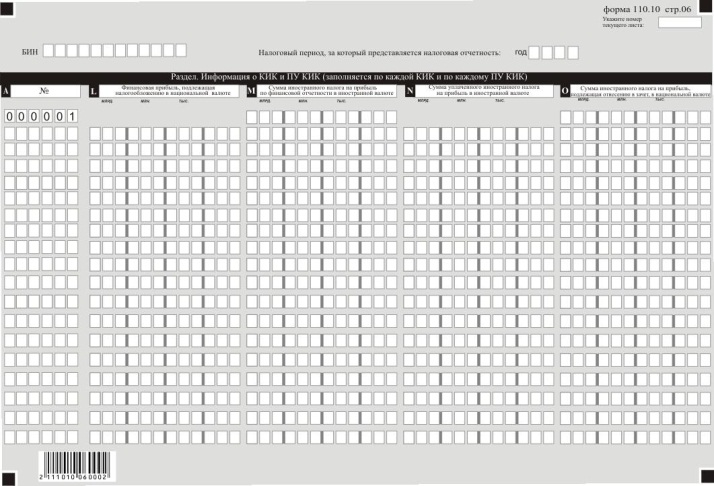 форма 110.10 стр.06
Укажите номер
текущего листа:
БИН
Налоговый период, за который представляется налоговая отчетность:
год
Раздел. Информация о КИК и ПУ КИК (заполняется по каждой КИК и по каждому ПУ КИК)
A № L Финансовая прибыль, подлежащая налогообложению в национальной валюте M Сумма иностранного налога на прибыль по финансовой отчетности в иностранной валюте N Сумма уплаченного иностранного налога на прибыль в иностранной валюте O Сумма иностранного налога на прибыль, подлежащая отнесению в зачет, в национальной валюте
млрд. млн. тыс. млрд. млн. тыс. млрд. млн. тыс. млрд. млн. тыс.
000001
2 111010 060002